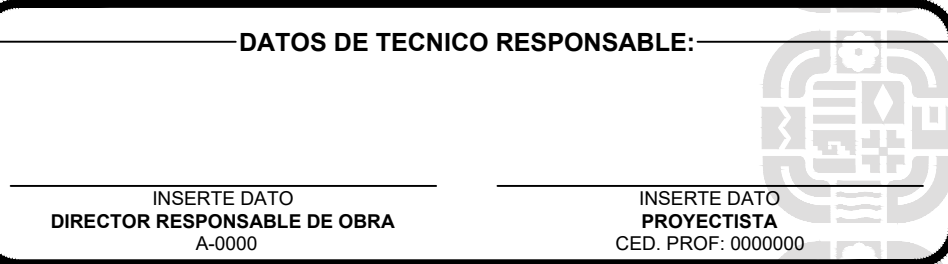 DATOS DE TECNICO RESPONSABLE:
INSERTE DATO
DIRECTOR RESPONSABLE DE OBRA
A-0000
INSERTE DATO
PROYECTISTA
CED. PROF: 0000000